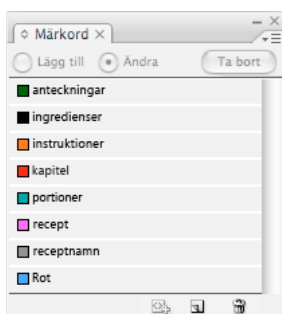 Märkord
Lägg till Ändra Ta bort
anteckningar
ingredienser
instruktioner
kapitel
portioner
recept
receptnamn
Rot